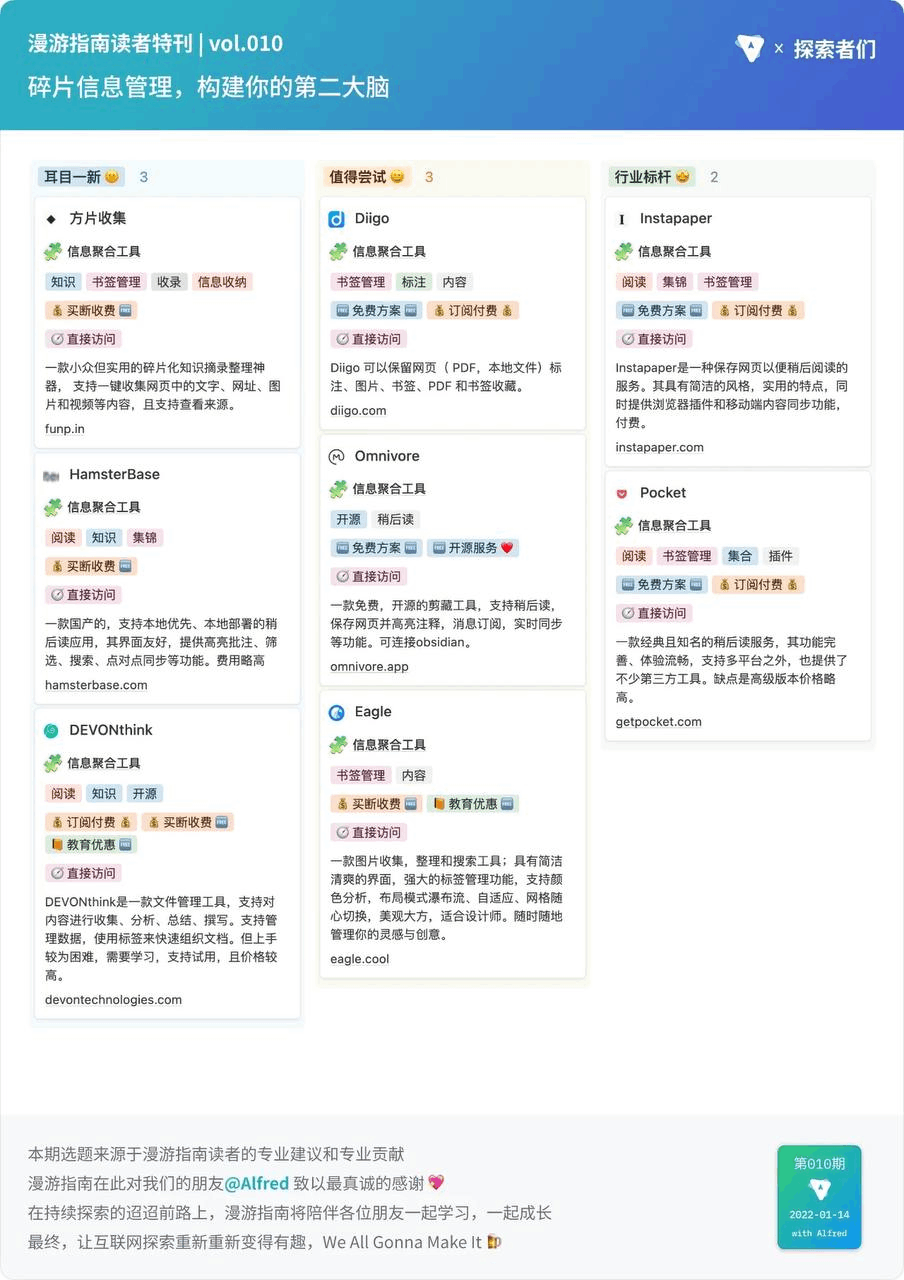 漫游指南读者特刊 | vol.010
× 探索者们
碎片信息管理，构建你的第二大脑
耳目一新 3
方片收集
信息聚合工具
知识 书签管理 收录 信息收纳
买断收费
直接访问
一款小众但实用的碎片化知识摘录整理神
器， 支持一键收集网页中的文字、网址、图
片和视频等内容，且支持查看来源。
funp.in
HamsterBase
信息聚合工具
阅读 知识 集锦
买断收费
直接访问
一款国产的，支持本地优先、本地部署的稍
后读应用，其界面友好，提供高亮批注、筛
选、搜索、点对点同步等功能。费用略高
hamsterbase.com
DEVONthink
信息聚合工具
阅读 知识 开源
订阅付费 买断收费
教育优惠
直接访问
DEVONthink是一款文件管理工具，支持对
内容进行收集、分析、总结、撰写。支持管
理数据，使用标签来快速组织文档。但上手
较为困难，需要学习，支持试用，且价格较
高。
devontechnologies.com
值得尝试 3
Diigo
信息聚合工具
书签管理 标注 内容
免费方案 订阅付费
直接访问
Diigo 可以保留网页（ PDF，本地文件）标
注、图片、书签、PDF 和书签收藏。
diigo.com
Omnivore
信息聚合工具
开源 稍后读
免费方案 开源服务
直接访问
一款免费，开源的剪藏工具，支持稍后读，
保存网页并高亮注释，消息订阅，实时同步
等功能。可连接obsidian。
omnivore.app
Eagle
信息聚合工具
书签管理 内容
买断收费 教育优惠
直接访问
一款图片收集，整理和搜索工具；具有简洁
清爽的界面，强大的标签管理功能，支持颜
色分析，布局模式瀑布流、自适应、网格随
心切换，美观大方，适合设计师。随时随地
管理你的灵感与创意。
eagle.cool
行业标杆 2
Instapaper
信息聚合工具
阅读 集锦 书签管理
免费方案 订阅付费
直接访问
Instapaper是一种保存网页以便稍后阅读的
服务。其具有简洁的风格，实用的特点，同
时提供浏览器插件和移动端内容同步功能，
付费。
instapaper.com
Pocket
信息聚合工具
阅读 书签管理 集合 插件
免费方案 订阅付费
直接访问
一款经典且知名的稍后读服务，其功能完
善、体验流畅，支持多平台之外，也提供了
不少第三方工具。缺点是高级版本价格略
高。
getpocket.com
本期选题来源于漫游指南读者的专业建议和专业贡献
漫游指南在此对我们的朋友@Alfred 致以最真诚的感谢
在持续探索的迢迢前路上，漫游指南将陪伴各位朋友一起学习，一起成长
最终，让互联网探索重新重新变得有趣，We All Gonna Make It
第010期
2022-01-14
with Alfred